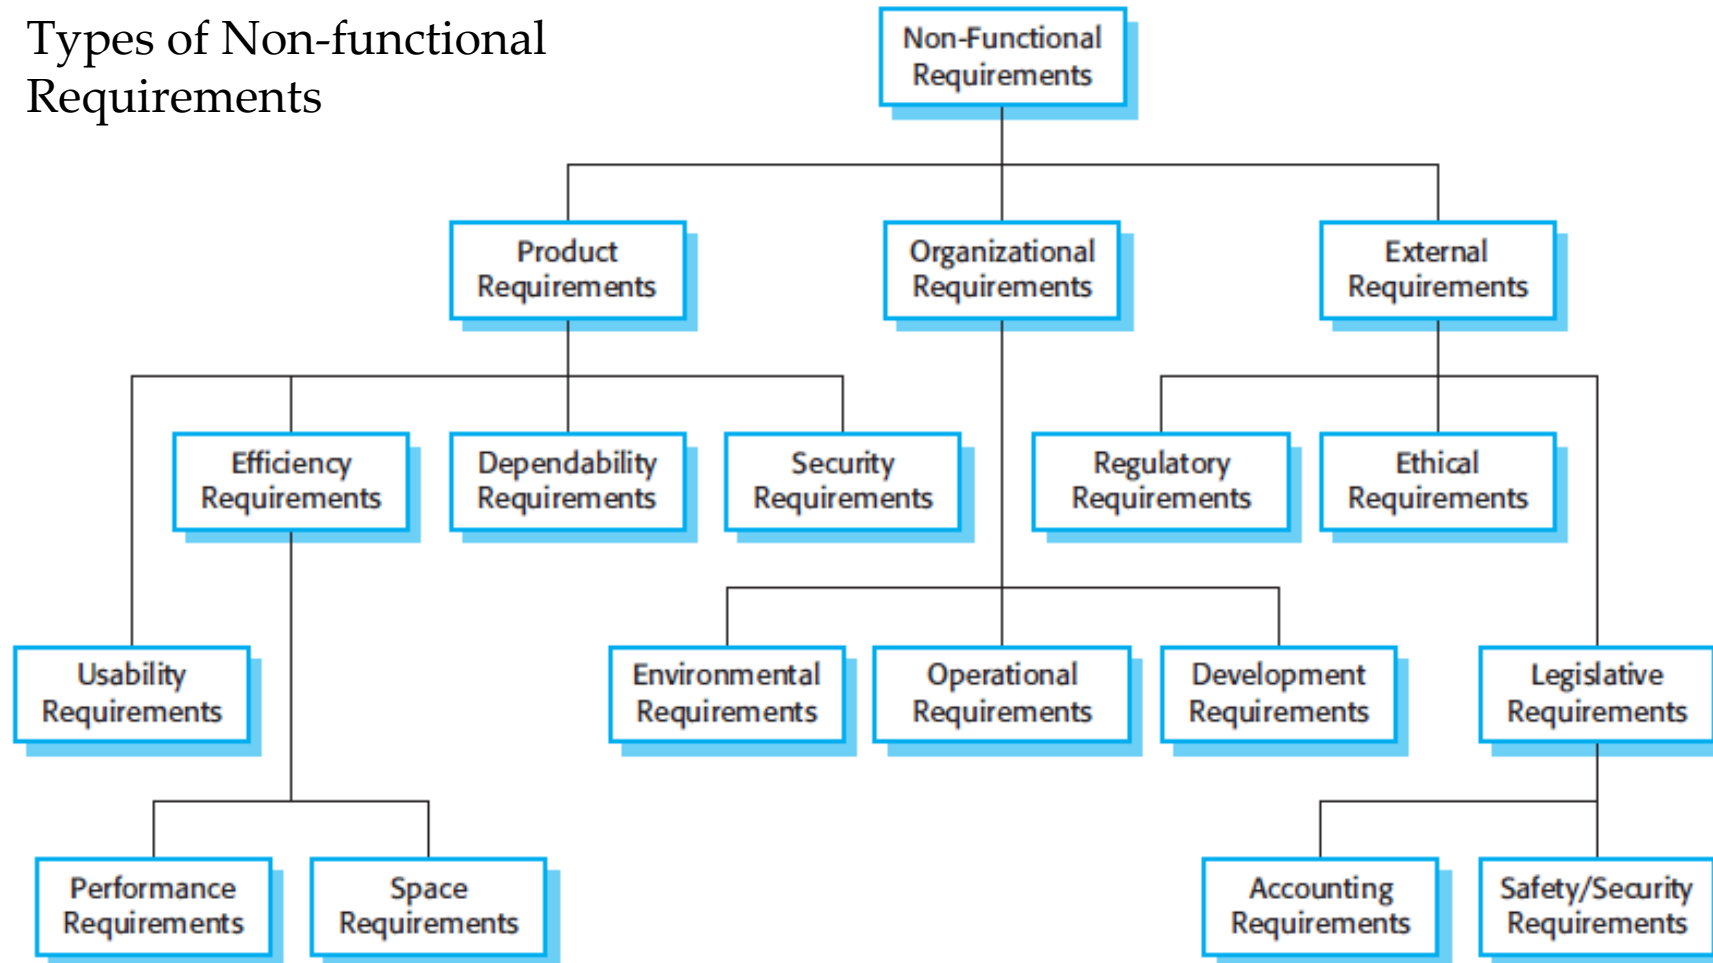 Types of Non-functional
Requirements
Non-Functional
Requirements
Product
Requirements
Organizational
Requirements
External
Requirements
Efficiency
Requirements
Dependability
Requirements
Security
Requirements
Regulatory
Requirements
Ethical
Requirements
Usability
Requirements
Environmental
Requirements
Operational
Requirements
Development
Requirements
Legislative
Requirements
Performance
Requirements
Space
Requirements
Accounting
Requirements
Safety/Security
Requirements